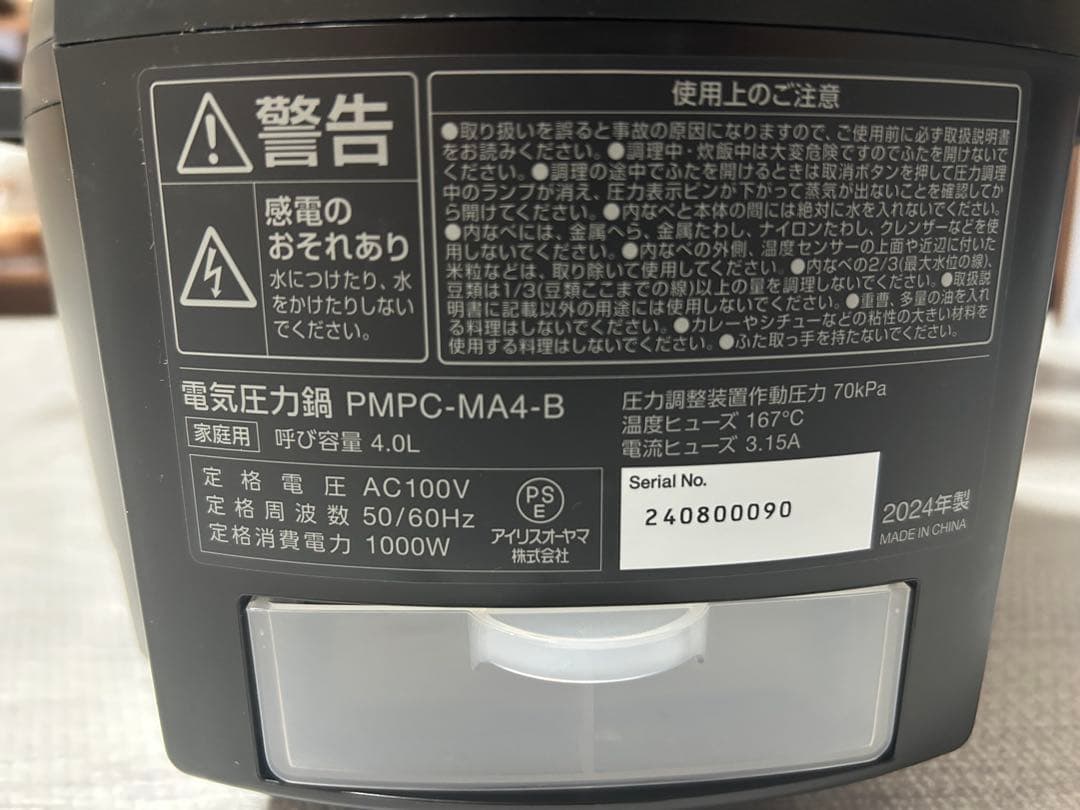 警告
感電の
おそれあり
水につけたり、水
をかけたりしない
でください。
使用上のご注意
●取り扱いを誤ると事故の原因になりますので、ご使用前に必ず取扱説明書
をお読みください。●調理中・炊飯中は大変危険ですのでふたを開けないで
ください。●調理の途中でふたを開けるときは取消ボタンを押して圧力調理
中のランプが消え、圧力表示ピンが下がって蒸気が出ないことを確認してか
ら開けてください。●内なべと本体の間には絶対に水を入れないでください。
●内なべには、金属へら、金属たわし、ナイロンたわし、クレンザーなどを使
用しないでください。●内なべの外側、温度センサーの上面や近辺に付いた
米粒などは、取り除いて使用してください。●内なべの2/3(最大水位の線)、
豆類は1/3(豆類ここまでの線)以上の量を調理しないでください。●取扱説
明書に記載以外の用途には使用しないでください。●重曹、多量の油を入れ
る料理はしないでください。●カレーやシチューなどの粘性の大きい材料を
使用する料理はしないでください。●ふた取っ手を持たないでください。
電気圧力鍋 PMPC-MA4-B
家庭用 呼び容量 4.0L
圧力調整装置作動圧力 70kPa
温度ヒューズ 167℃
電流ヒューズ 3.15A
定格電圧 AC100V
定格周波数 50/60Hz
定格消費電力 1000W
PS
E
アイリスオーヤマ
株式会社
Serial No.
240800090
2024年製
MADE IN CHINA